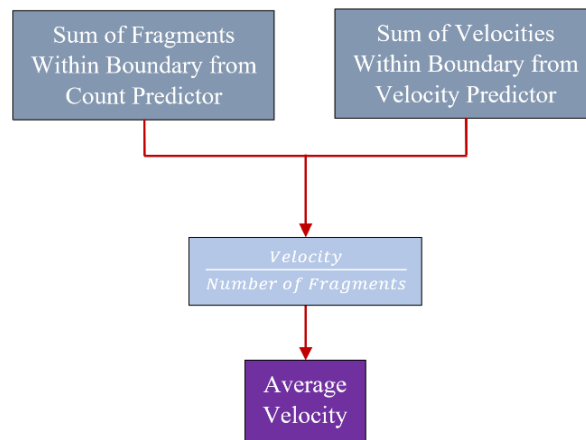 Sum of Fragments
Within Boundary from
Count Predictor
Sum of Velocities
Within Boundary from
Velocity Predictor
Velocity
Number of Fragments
Average
Velocity